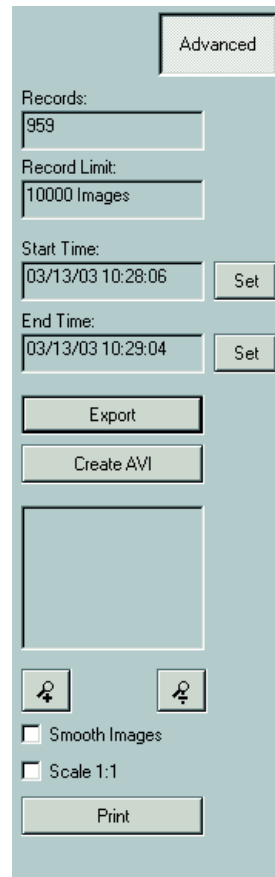 Advanced
Records:
959
Record Limit:
10000 Images
Start Time:
03/13/03 10:28:06
Set
End Time:
03/13/03 10:29:04
Set
Export
Create AVI
Smooth Images
Scale 1:1
Print